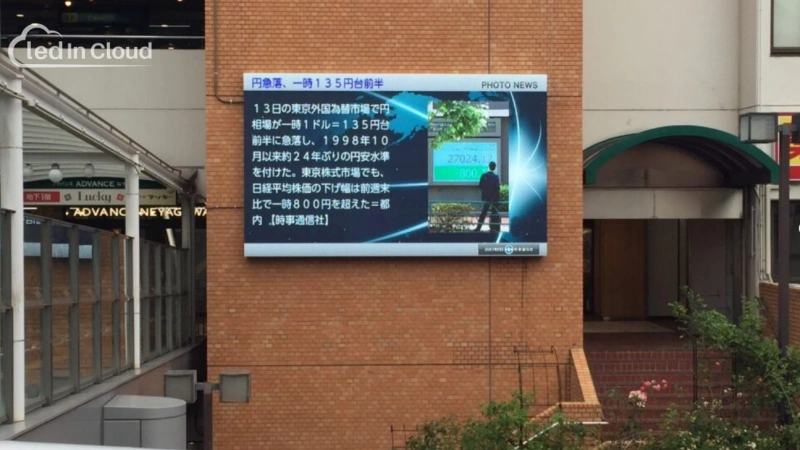 led in Cloud
円急落、一時135円台前半
PHOTO NEWS
13日の東京外国為替市場で円
相場が一時1ドル=135円台
前半に急落し、1998年10
月以来約24年ぶりの円安水準
を付けた。東京株式市場でも、
日経平均株価の下げ幅は前週末
比で一時800円を超えた=都
内.【時事通信社】
27024.1
800
ADVANCE
地下1階
Lucky
ADVANCE NEYAGAWA